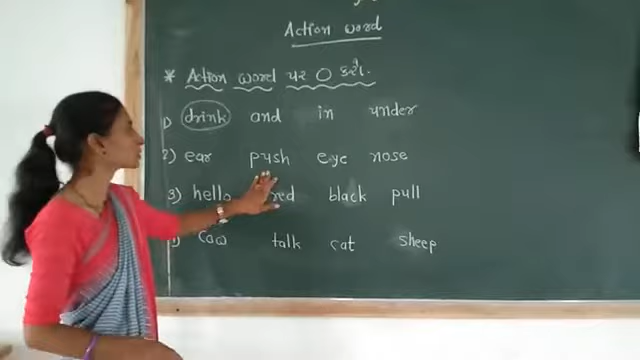 Action word
* Action word પર O કરો.
1) drink and in under
2) ear push eye nose
3) hello red black pull
cow talk cat sheep